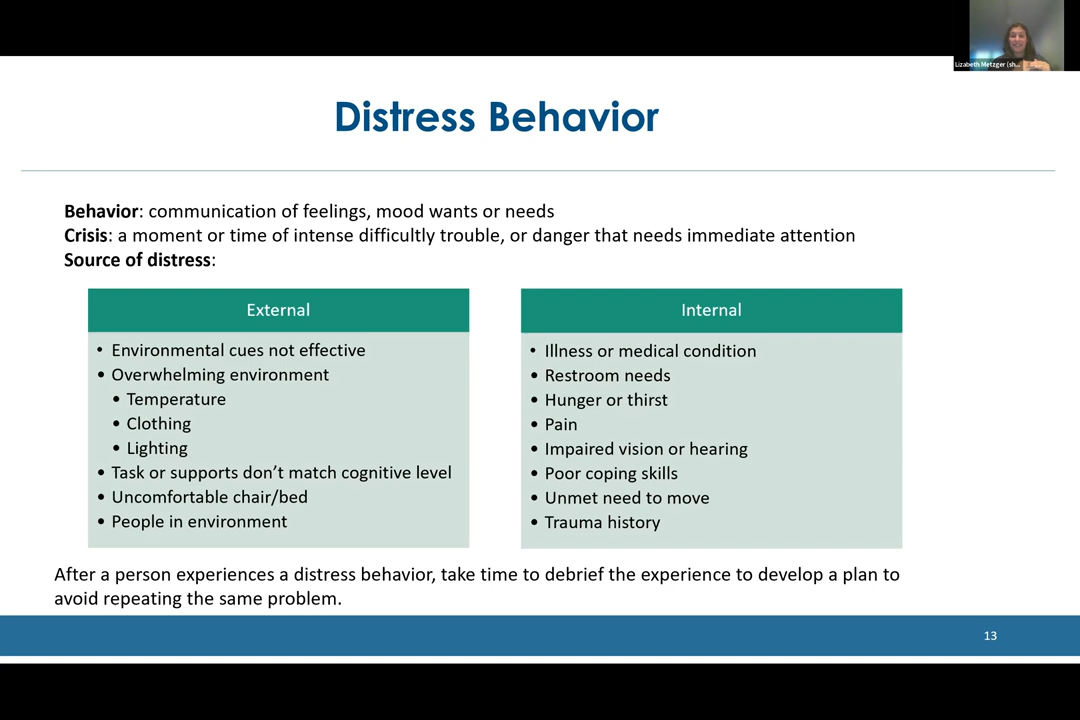 Lizabeth Metzger (sh...
Distress Behavior
Behavior: communication of feelings, mood wants or needs
Crisis: a moment or time of intense difficultly trouble, or danger that needs immediate attention
Source of distress:
External
• Environmental cues not effective
• Overwhelming environment
• Temperature
• Clothing
• Lighting
• Task or supports don't match cognitive level
• Uncomfortable chair/bed
• People in environment
Internal
• Illness or medical condition
• Restroom needs
• Hunger or thirst
• Pain
• Impaired vision or hearing
• Poor coping skills
• Unmet need to move
• Trauma history
After a person experiences a distress behavior, take time to debrief the experience to develop a plan to
avoid repeating the same problem.
13